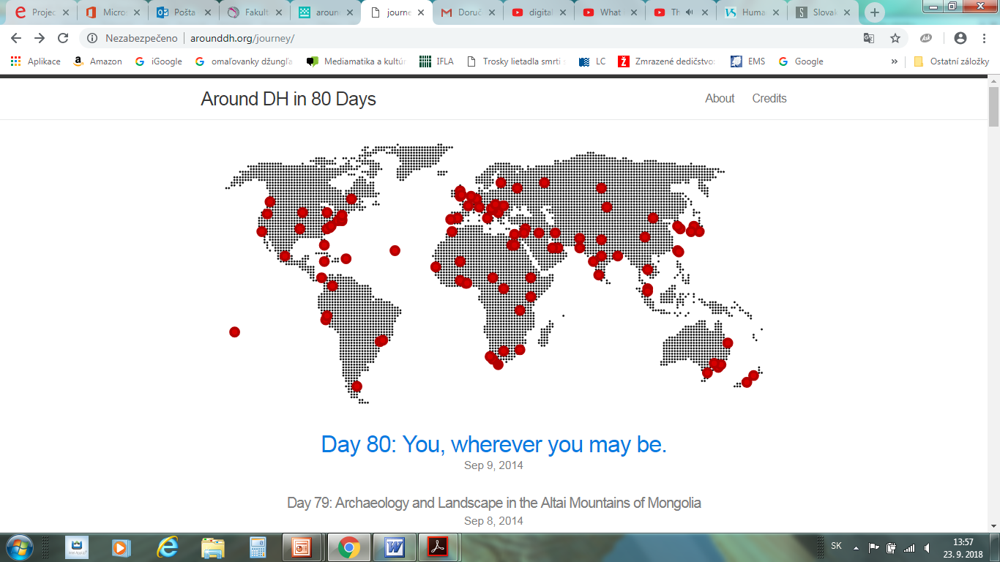 Projec
Micros
Pošta
Fakult
aroun
journe
Doruč
digital
What
Th
Huma
Slovak
Nezabezpečeno | arounddh.org/journey/
Aplikace
Amazon
iGoogle
omaľovanky džungľa
Mediamatika a kultúr
IFLA
Trosky lietadla smrti s
LC
Zmrazené dedičstvo:
EMS
Google
»
Ostatní záložky
Around DH in 80 Days
About
Credits
Day 80: You, wherever you may be.
Sep 9, 2014
Day 79: Archaeology and Landscape in the Altai Mountains of Mongolia
Sep 8, 2014
SK
13:57
23. 9. 2018